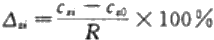 Δₛᵢ = (cₛᵢ − cₛ₀) / R × 100%